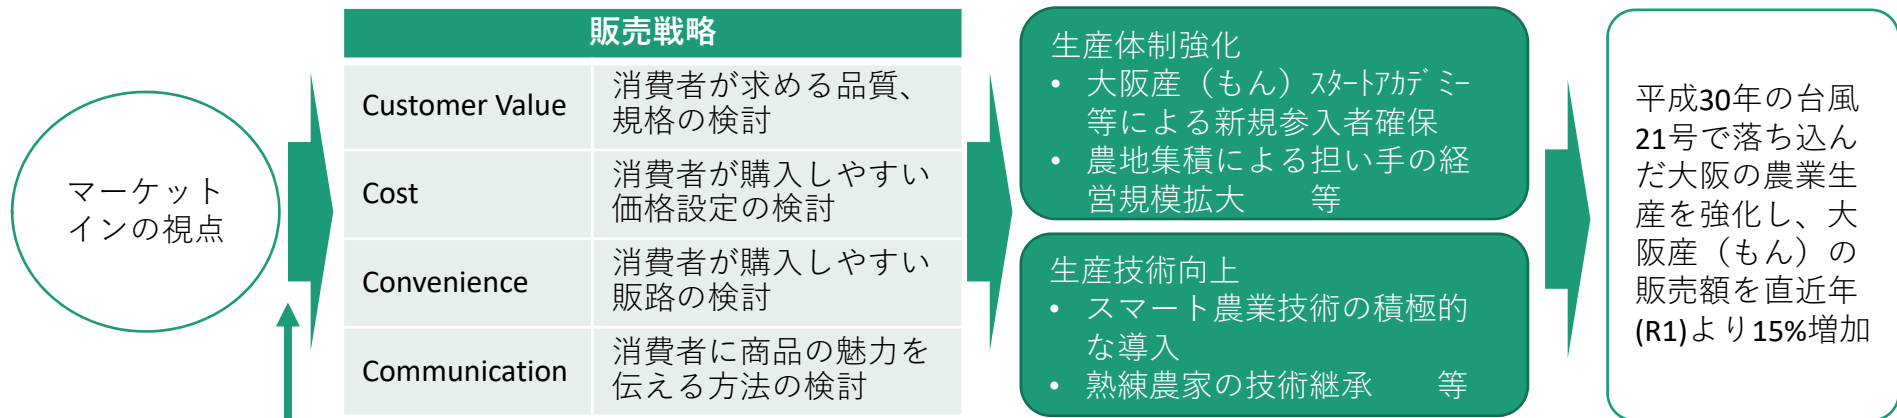 マーケット
インの視点
販売戦略
Customer Value
消費者が求める品質、
規格の検討
Cost
消費者が購入しやすい
価格設定の検討
Convenience
消費者が購入しやすい
販路の検討
Communication
消費者に商品の魅力を
伝える方法の検討
生産体制強化
• 大阪産（もん）ｽﾀｰﾄｱｶﾃﾞﾐｰ
等による新規参入者確保
• 農地集積による担い手の経
営規模拡大　　等
生産技術向上
• スマート農業技術の積極的
な導入
• 熟練農家の技術継承　　等
平成30年の台風
21号で落ち込ん
だ大阪の農業生
産を強化し、大
阪産（もん）の
販売額を直近年
(R1)より15%増加